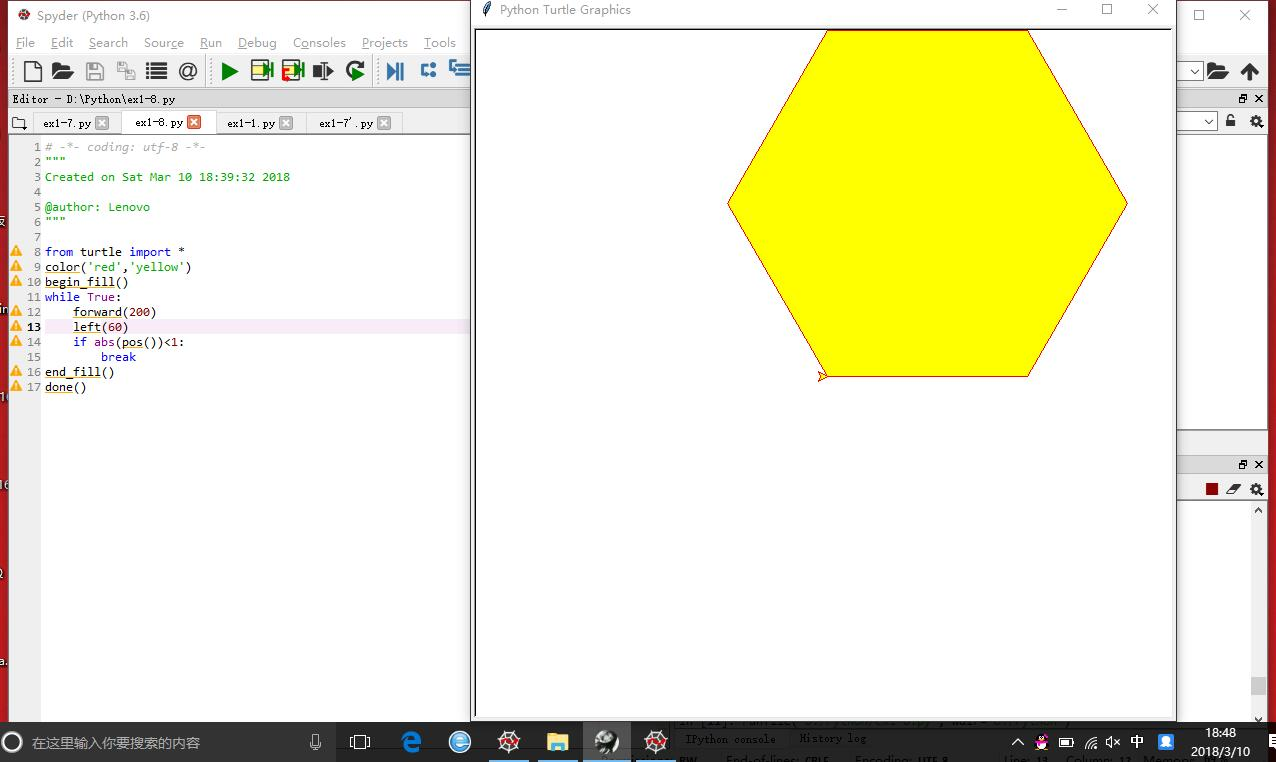 Spyder (Python 3.6)
Python Turtle Graphics
File Edit Search Source Run Debug Consoles Projects Tools
Editor - D:\Python\ex1-8.py
ex1-7.py ex1-8.py ex1-1.py ex1-7'.py
1 # -*- coding: utf-8 -*-
2 """
3 Created on Sat Mar 10 18:39:32 2018
4
5 @author: Lenovo
6 """
7
8 from turtle import *
9 color('red','yellow')
10 begin_fill()
11 while True:
12 forward(200)
13 left(60)
14 if abs(pos())<1:
15 break
16 end_fill()
17 done()
IPython console History log
在这里输入你要搜索的内容
中
18:48
2018/3/10